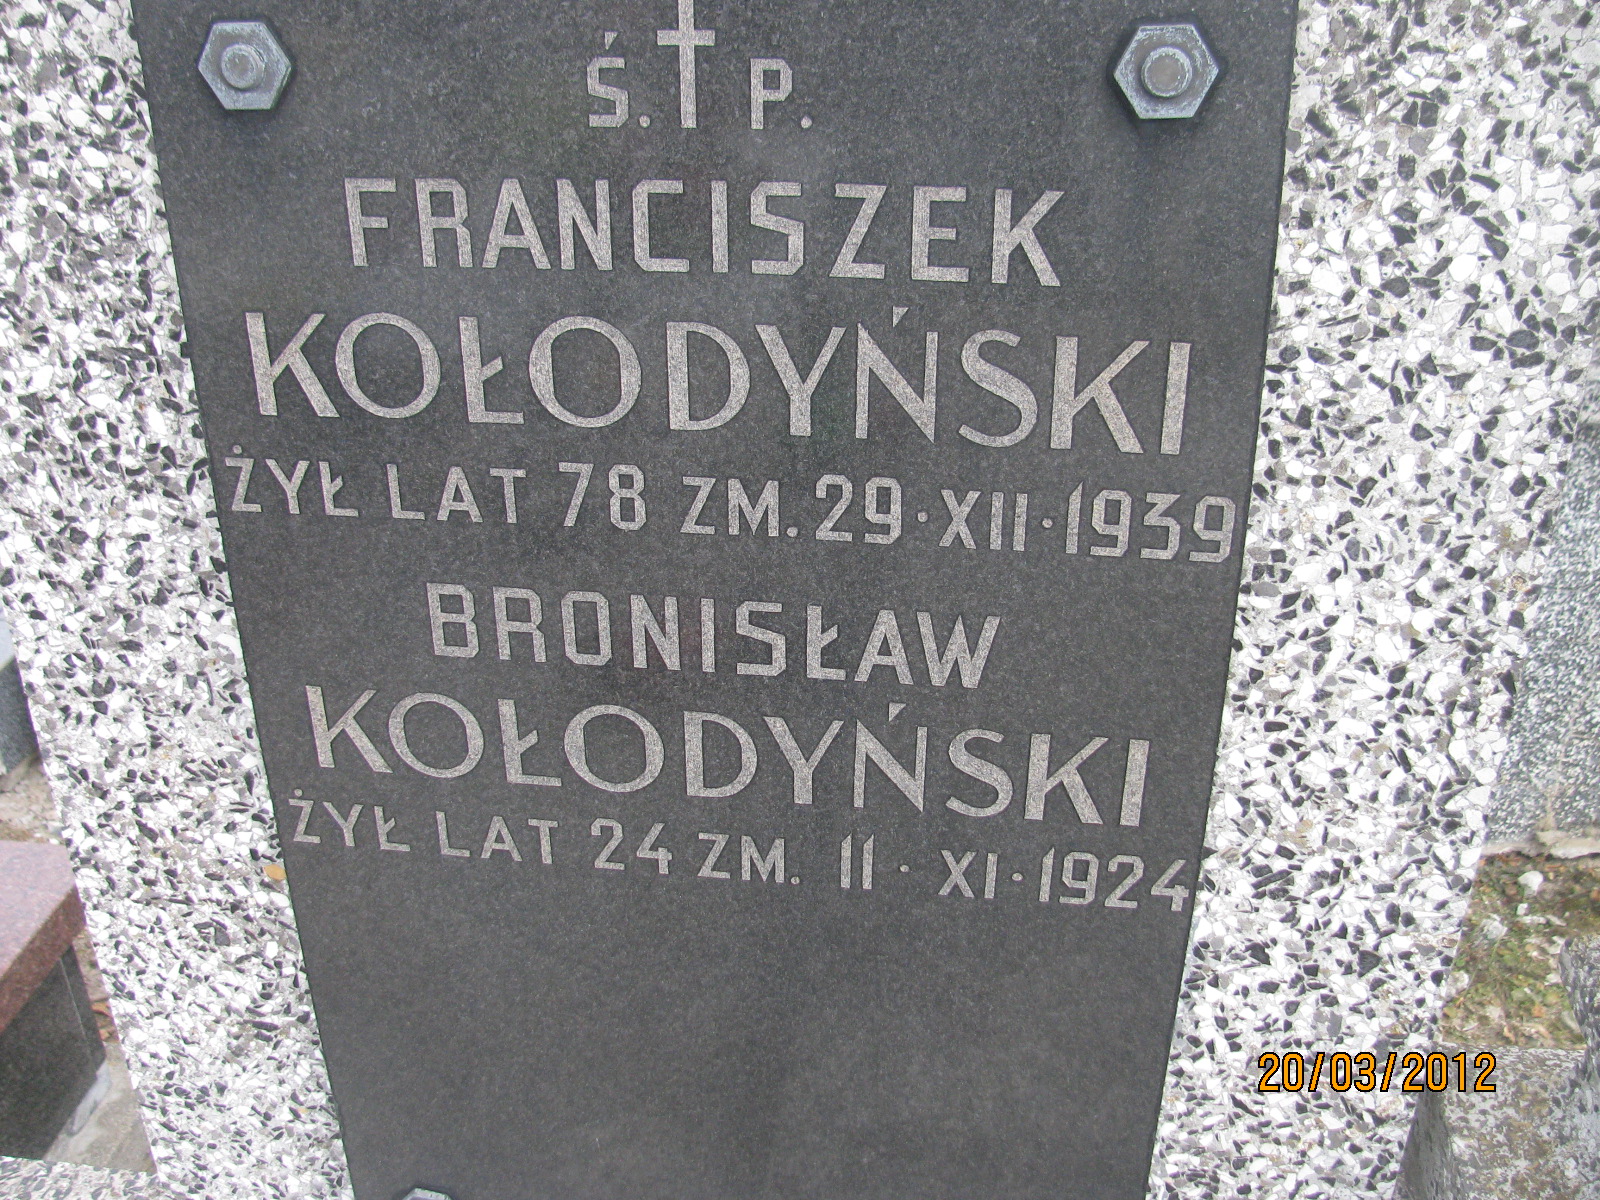 Ś. P.
FRANCISZEK
KOŁODYŃSKI
ŻYŁ LAT 78 ZM. 29·XII·1939
BRONISŁAW
KOŁODYŃSKI
ŻYŁ LAT 24 ZM. 11·XI·1924
20/03/2012